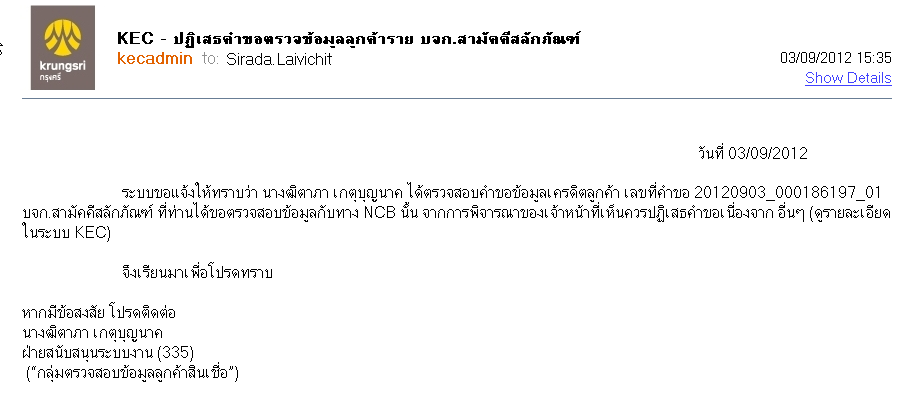 krungsri
กรุงศรี
KEC - ปฏิเสธคำขอตรวจข้อมูลลูกค้าราย บจก.สามัคคีสลักภัณฑ์
kecadmin to: Sirada.Laivichit
03/09/2012 15:35
Show Details
วันที่ 03/09/2012
ระบบขอแจ้งให้ทราบว่า นางฒิตาภา เกตุบุญนาค ได้ตรวจสอบคำขอข้อมูลเครดิตลูกค้า เลขที่คำขอ 20120903_000186197_01
บจก.สามัคคีสลักภัณฑ์ ที่ท่านได้ขอตรวจสอบข้อมูลกับทาง NCB นั้น จากการพิจารณาของเจ้าหน้าที่เห็นควรปฏิเสธคำขอเนื่องจาก อื่นๆ (ดูรายละเอียด
ในระบบ KEC)
จึงเรียนมาเพื่อโปรดทราบ
หากมีข้อสงสัย โปรดติดต่อ
นางฒิตาภา เกตุบุญนาค
ฝ่ายสนับสนุนระบบงาน (335)
(“กลุ่มตรวจสอบข้อมูลลูกค้าสินเชื่อ”)